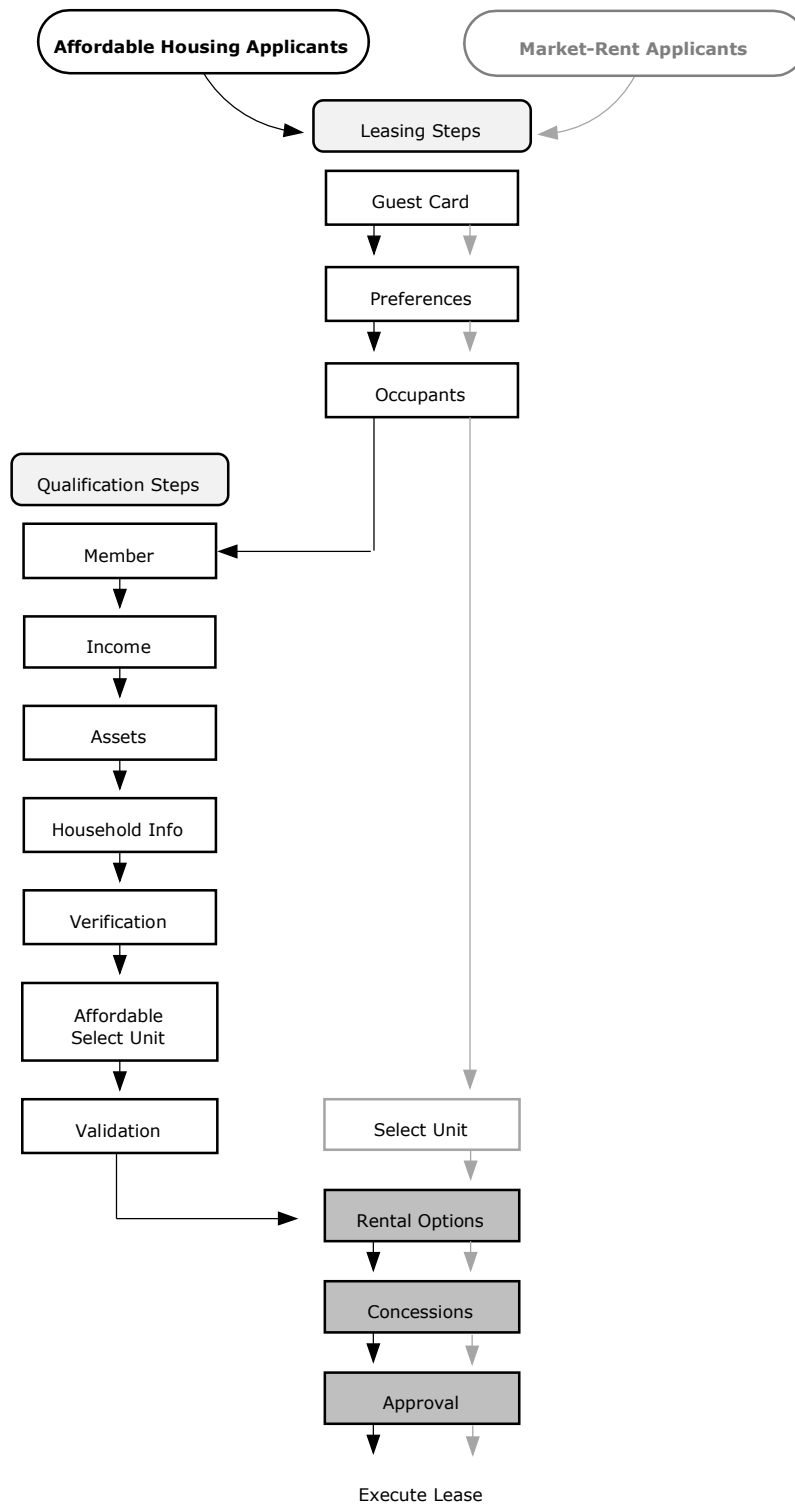 Affordable Housing Applicants
Market-Rent Applicants
Leasing Steps
Guest Card
Preferences
Occupants
Qualification Steps
Member
Income
Assets
Household Info
Verification
Affordable
Select Unit
Validation
Select Unit
Rental Options
Concessions
Approval
Execute Lease